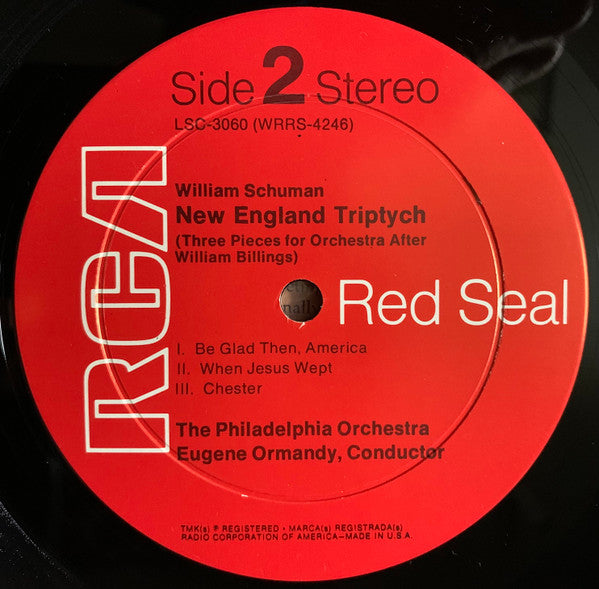 Side 2 Stereo
LSC-3060 (WRRS-4246)
RCA
William Schuman
New England Triptych
(Three Pieces for Orchestra After
William Billings)
Red Seal
I. Be Glad Then, America
II. When Jesus Wept
III. Chester
The Philadelphia Orchestra
Eugene Ormandy, Conductor
TMK(s) ® REGISTERED • MARCA(s) REGISTRADA(s)
RADIO CORPORATION OF AMERICA—MADE IN U.S.A.